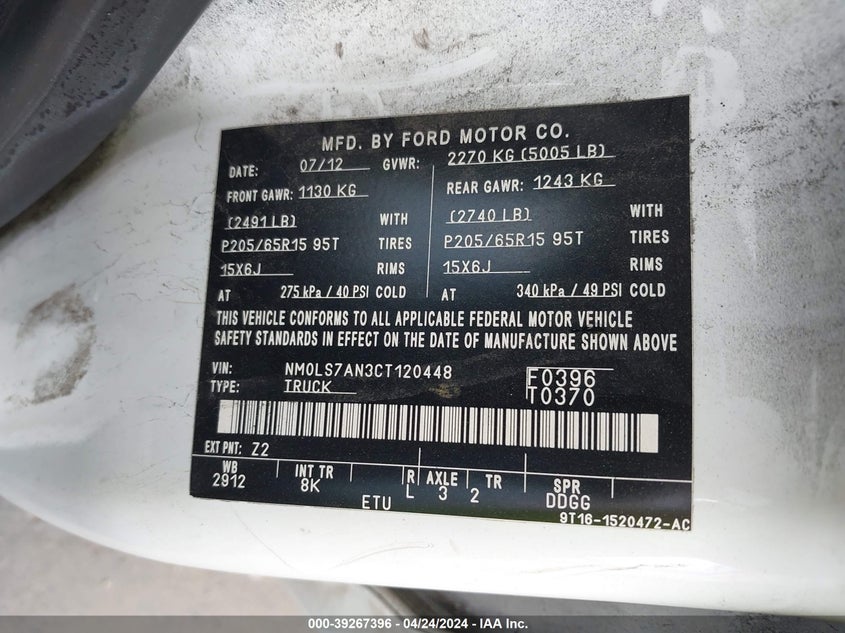 MFD. BY FORD MOTOR CO.
DATE: 07/12 GVWR: 2270 KG (5005 LB)
FRONT GAWR: 1130 KG REAR GAWR: 1243 KG
(2491 LB) WITH (2740 LB) WITH
P205/65R15 95T TIRES P205/65R15 95T TIRES
15X6J RIMS 15X6J RIMS
AT 275 kPa / 40 PSI COLD AT 340 kPa / 49 PSI COLD
THIS VEHICLE CONFORMS TO ALL APPLICABLE FEDERAL MOTOR VEHICLE
SAFETY STANDARDS IN EFFECT ON THE DATE OF MANUFACTURE SHOWN ABOVE
VIN: NM0LS7AN3CT120448 F0396
TYPE: TRUCK T0370
EXT PNT: Z2
WB INT TR R AXLE TR SPR
2912 8K L 3 2 DDGG
ETU 9T16-1520472-AC
000-39267396 / 04/24/2024 / IAA Inc.